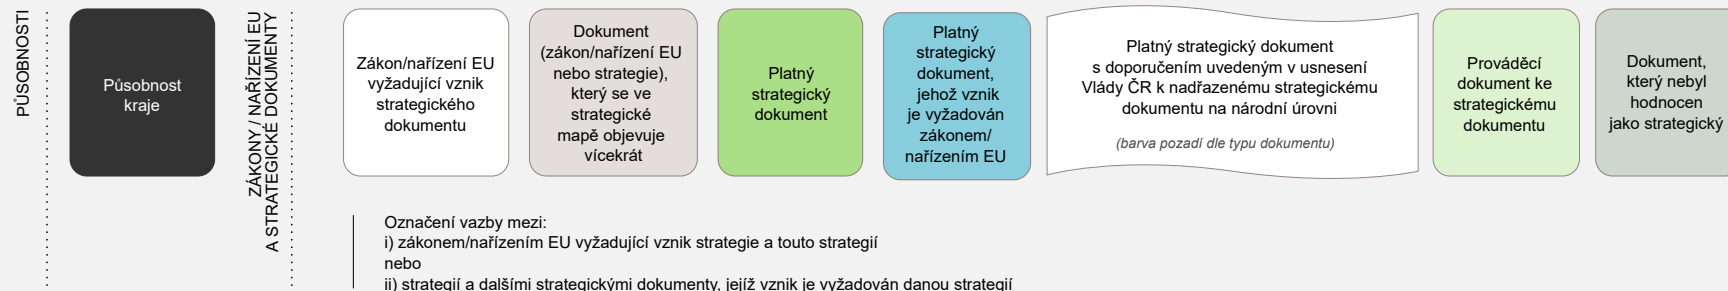 PŮSOBNOSTI
Působnost
kraje
ZÁKONY / NAŘÍZENÍ EU
A STRATEGICKÉ DOKUMENTY
Zákon/nařízení EU
vyžadující vznik
strategického
dokumentu
Dokument
(zákon/nařízení EU
nebo strategie),
který se ve
strategické
mapě objevuje
vícekrát
Platný
strategický
dokument
Platný
strategický
dokument,
jehož vznik
je vyžadován
zákonem/
nařízením EU
Platný strategický dokument
s doporučením uvedeným v usnesení
Vlády ČR k nadřazenému strategickému
dokumentu na národní úrovni
(barva pozadí dle typu dokumentu)
Prováděcí
dokument ke
strategickému
dokumentu
Dokument,
který nebyl
hodnocen
jako strategický
Označení vazby mezi:
i) zákonem/nařízením EU vyžadující vznik strategie a touto strategií
nebo
ii) strategií a dalšími strategickými dokumenty, jejíž vznik je vyžadován danou strategií